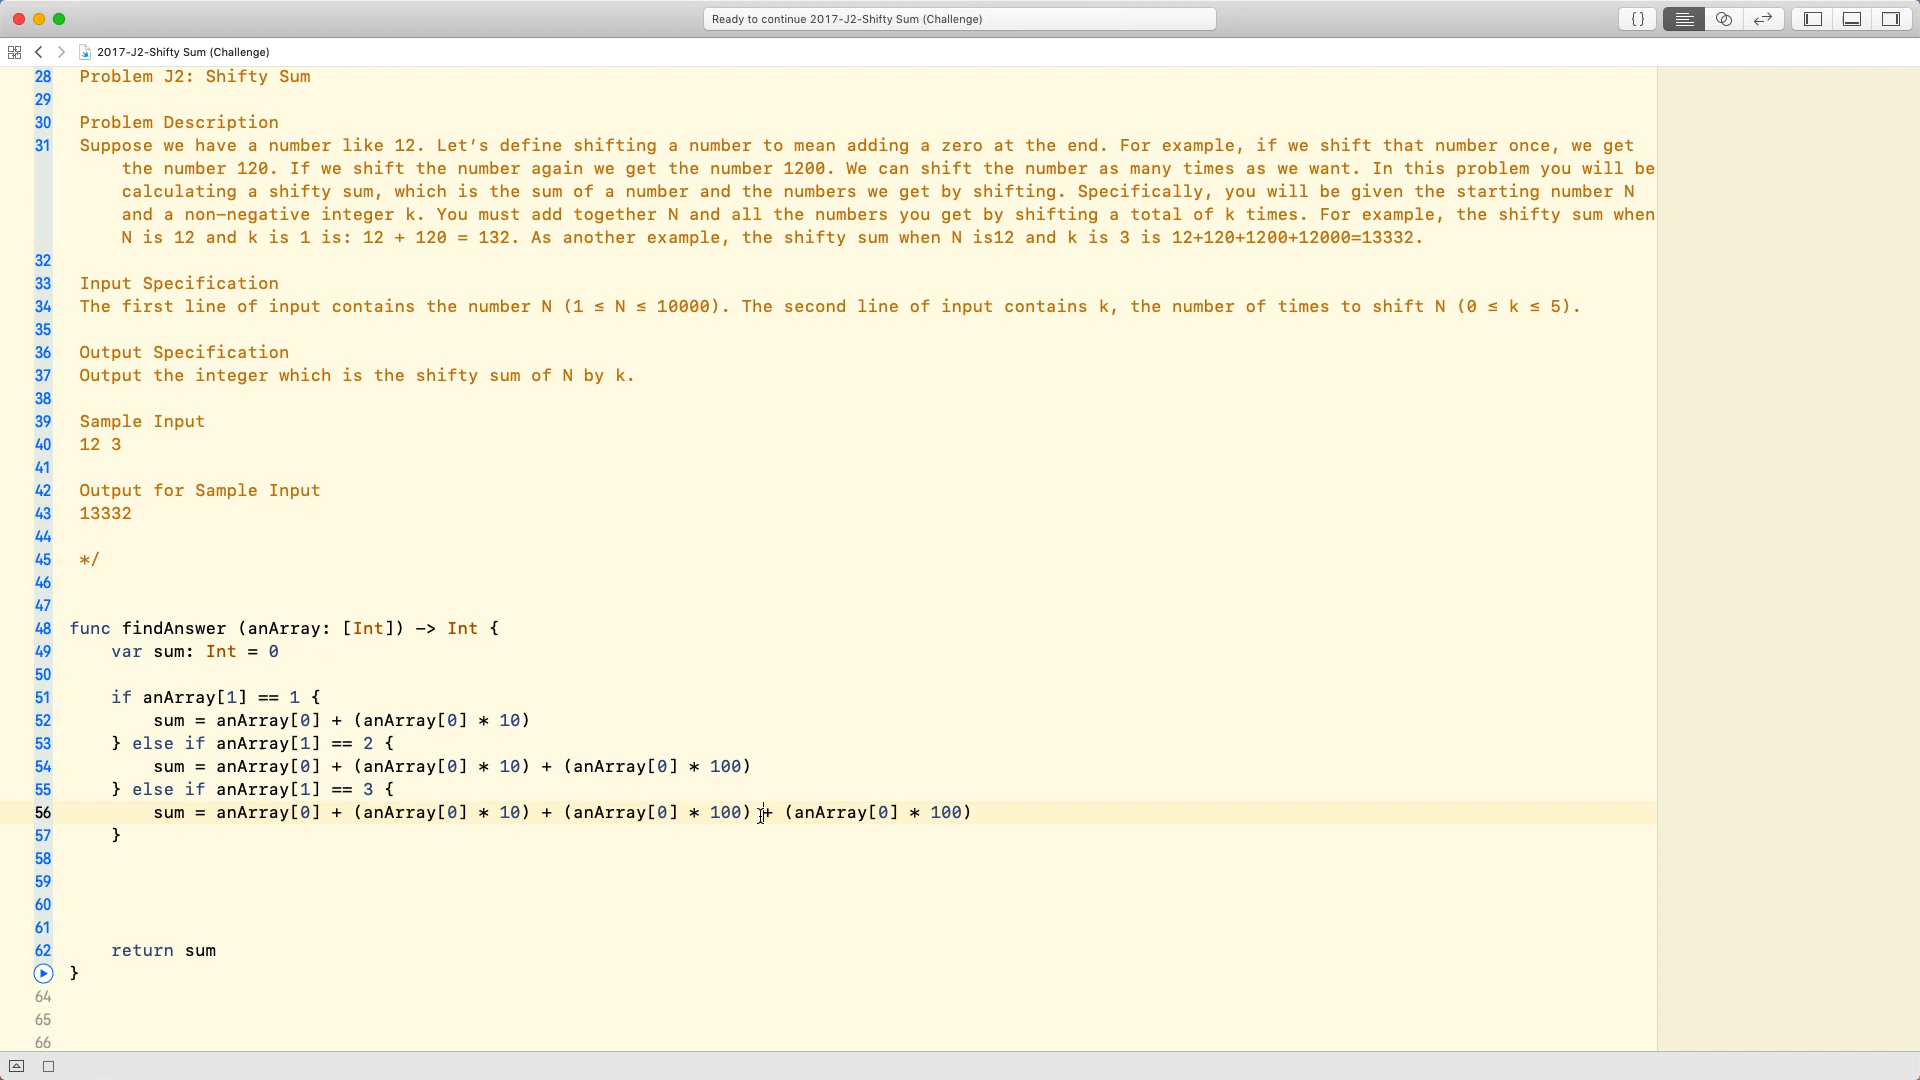 Ready to continue 2017-J2-Shifty Sum (Challenge)
{}
2017-J2-Shifty Sum (Challenge)
28 Problem J2: Shifty Sum
29
30 Problem Description
31 Suppose we have a number like 12. Let’s define shifting a number to mean adding a zero at the end. For example, if we shift that number once, we get
the number 120. If we shift the number again we get the number 1200. We can shift the number as many times as we want. In this problem you will be
calculating a shifty sum, which is the sum of a number and the numbers we get by shifting. Specifically, you will be given the starting number N
and a non-negative integer k. You must add together N and all the numbers you get by shifting a total of k times. For example, the shifty sum when
N is 12 and k is 1 is: 12 + 120 = 132. As another example, the shifty sum when N is12 and k is 3 is 12+120+1200+12000=13332.
32
33 Input Specification
34 The first line of input contains the number N (1 ≤ N ≤ 10000). The second line of input contains k, the number of times to shift N (0 ≤ k ≤ 5).
35
36 Output Specification
37 Output the integer which is the shifty sum of N by k.
38
39 Sample Input
40 12 3
41
42 Output for Sample Input
43 13332
44
45 */
46
47
48 func findAnswer (anArray: [Int]) -> Int {
49 var sum: Int = 0
50
51 if anArray[1] == 1 {
52 sum = anArray[0] + (anArray[0] * 10)
53 } else if anArray[1] == 2 {
54 sum = anArray[0] + (anArray[0] * 10) + (anArray[0] * 100)
55 } else if anArray[1] == 3 {
56 sum = anArray[0] + (anArray[0] * 10) + (anArray[0] * 100) + (anArray[0] * 100)
57 }
58
59
60
61
62 return sum
}
64
65
66